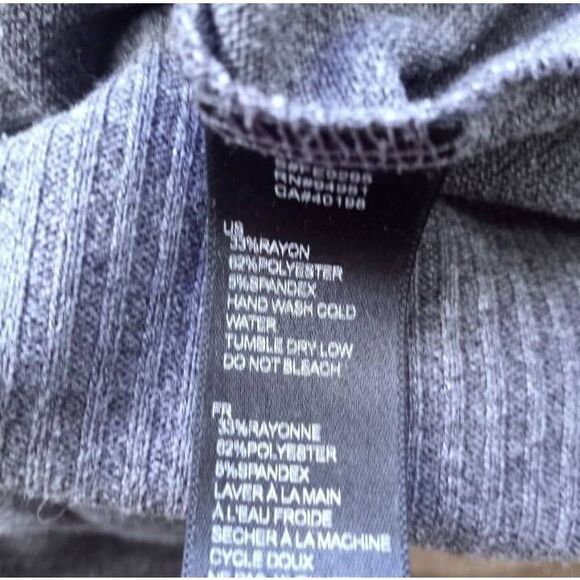 CA#40198
US
33%RAYON
62%POLYESTER
5%SPANDEX
HAND WASH COLD
WATER
TUMBLE DRY LOW
DO NOT BLEACH
FR
33%RAYONNE
62%POLYESTER
5%SPANDEX
LAVER À LA MAIN
À L'EAU FROIDE
SECHER À LA MACHINE
CYCLE DOUX